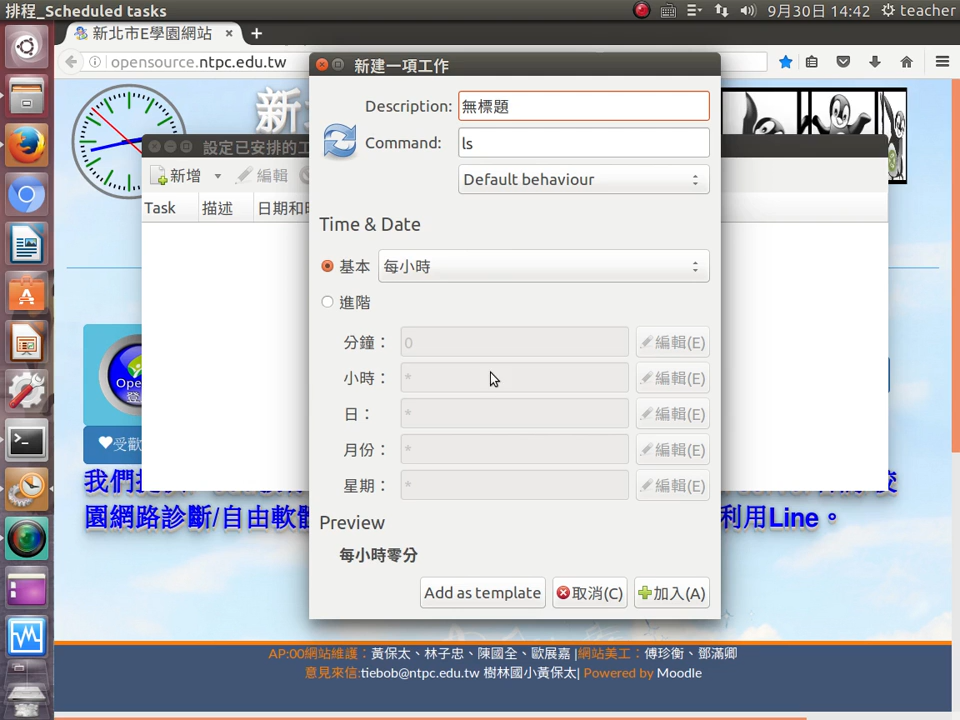 排程_Scheduled tasks
9月30日 14:42 teacher
新北市E學園網站
opensource.ntpc.edu.tw
新建一項工作
Description: 無標題
Command: ls
Default behaviour
設定已安排的工
新增 編輯
Task 描述 日期和時
Time & Date
基本 每小時
進階
分鐘： 0 編輯(E)
小時： * 編輯(E)
日： * 編輯(E)
月份： * 編輯(E)
星期： * 編輯(E)
Preview
每小時零分
Add as template 取消(C) 加入(A)
新
Ope
登
受歡
我們提
園網路診斷/自由軟體 利用Line。
AP:00網站維護：黃保太、林子忠、陳國全、歐展嘉 |網站美工：傅珍衡、鄧滿卿
意見來信:tiebob@ntpc.edu.tw 樹林國小黃保太| Powered by Moodle